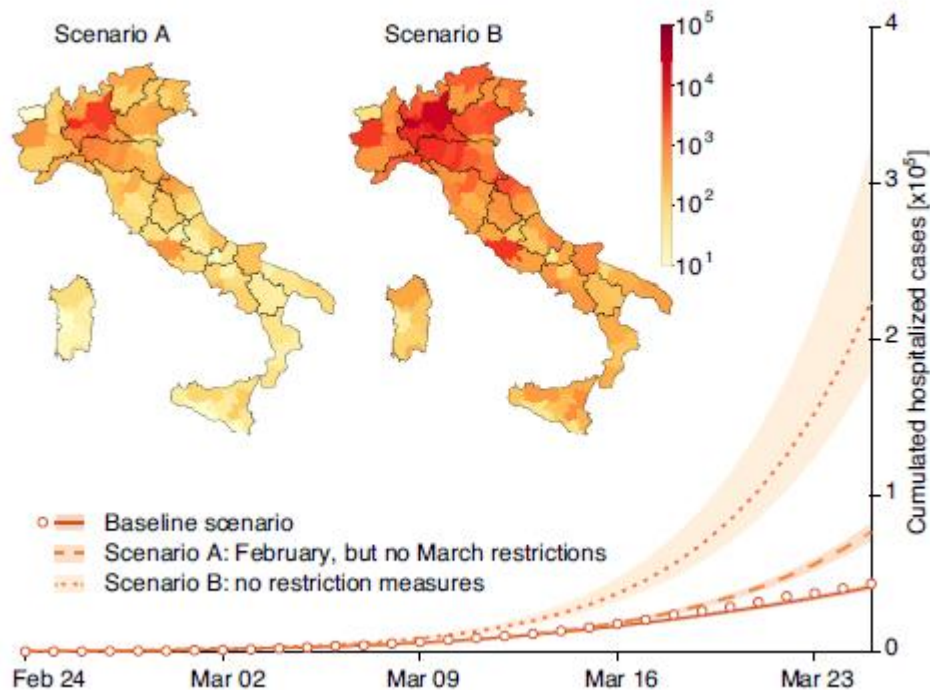 Scenario A
Scenario B
10^5
10^4
10^3
10^2
10^1
4
3
2
1
0
Cumulated hospitalized cases [x10^5]
Baseline scenario
Scenario A: February, but no March restrictions
Scenario B: no restriction measures
Feb 24
Mar 02
Mar 09
Mar 16
Mar 23